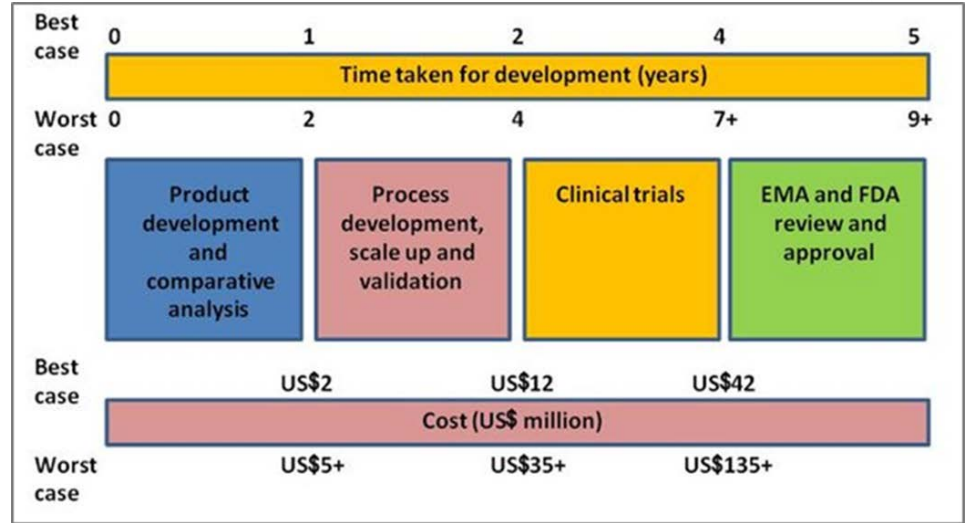 Best
case
0 1 2 4 5
Time taken for development (years)
Worst
case
0 2 4 7+ 9+
Product
development
and
comparative
analysis
Process
development,
scale up and
validation
Clinical trials
EMA and FDA
review and
approval
Best
case
US$2 US$12 US$42
Cost (US$ million)
Worst
case
US$5+ US$35+ US$135+